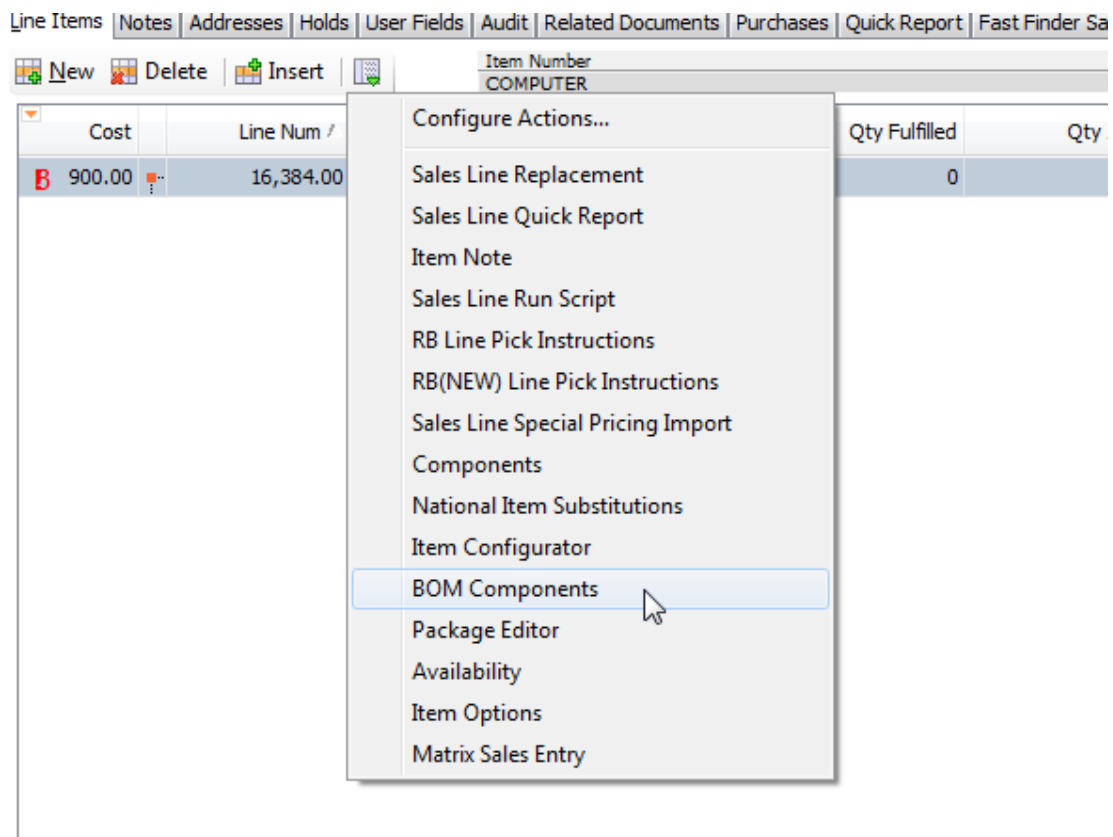 Line Items Notes Addresses Holds User Fields Audit Related Documents Purchases Quick Report Fast Finder
New Delete Insert
Item Number
COMPUTER
Cost Line Num / Qty Fulfilled Qty
B 900.00 16,384.00 0
Configure Actions...
Sales Line Replacement
Sales Line Quick Report
Item Note
Sales Line Run Script
RB Line Pick Instructions
RB(NEW) Line Pick Instructions
Sales Line Special Pricing Import
Components
National Item Substitutions
Item Configurator
BOM Components
Package Editor
Availability
Item Options
Matrix Sales Entry